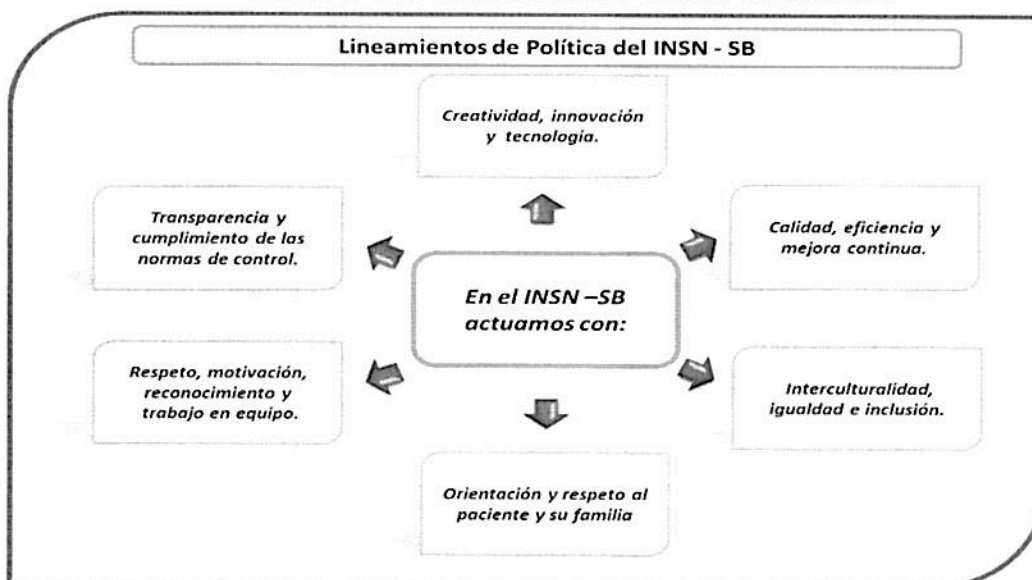 Lineamientos de Política del INSN - SB
Creatividad, innovación
y tecnología.
Transparencia y
cumplimiento de las
normas de control.
Calidad, eficiencia y
mejora continua.
En el INSN –SB
actuamos con:
Respeto, motivación,
reconocimiento y
trabajo en equipo.
Interculturalidad,
igualdad e inclusión.
Orientación y respeto al
paciente y su familia